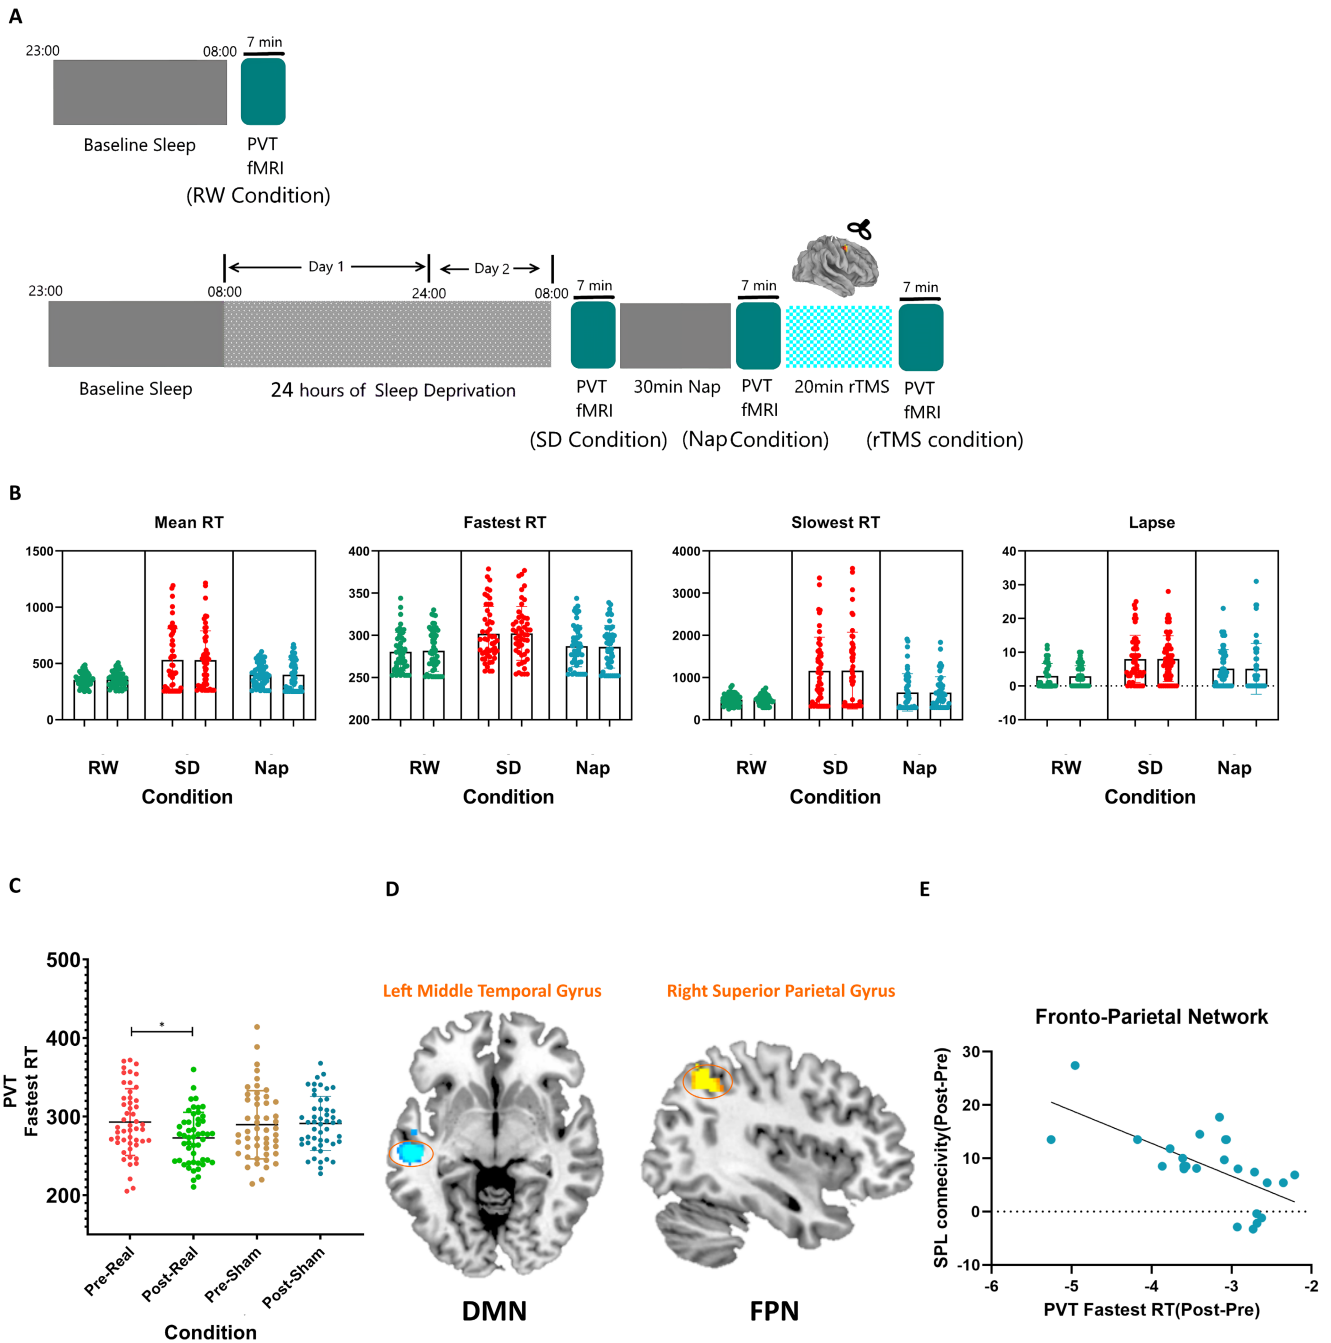 A
23:00 08:00 7 min
Baseline Sleep PVT
fMRI
(RW Condition)
Day 1 Day 2
23:00 08:00 24:00 08:00 7 min 7 min 7 min
Baseline Sleep 24 hours of Sleep Deprivation PVT 30min Nap PVT 20min rTMS PVT
fMRI fMRI fMRI
(SD Condition) (Nap Condition) (rTMS condition)
B
Mean RT Fastest RT Slowest RT Lapse
1500
1000
500
0
RW SD Nap
Condition
400
350
300
250
200
RW SD Nap
Condition
4000
3000
2000
1000
0
RW SD Nap
Condition
40
30
20
10
0
-10
RW SD Nap
Condition
C
PVT
Fastest RT
500
400
300
200
*
Pre-Real Post-Real Pre-Sham Post-Sham
Condition
D
Left Middle Temporal Gyrus Right Superior Parietal Gyrus
DMN FPN
E
Fronto-Parietal Network
SPL connecivity(Post-Pre)
30
20
10
0
-10
-6 -5 -4 -3 -2
PVT Fastest RT(Post-Pre)